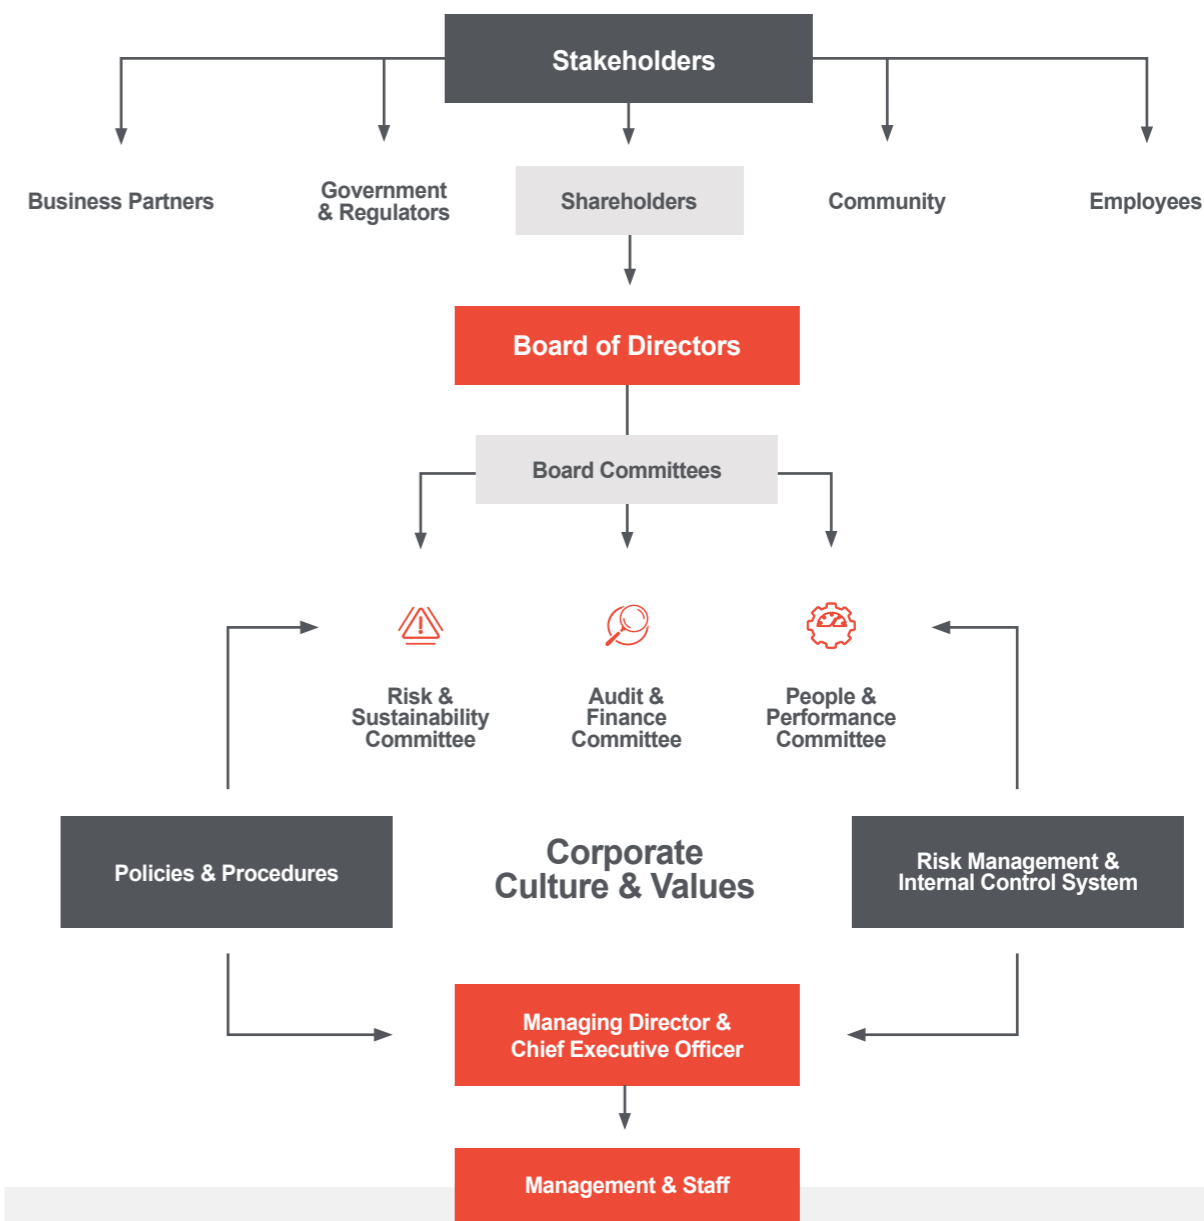 Stakeholders
Business Partners
Government
& Regulators
Shareholders
Community
Employees
Board of Directors
Board Committees
Risk &
Sustainability
Committee
Audit &
Finance
Committee
People &
Performance
Committee
Policies & Procedures
Corporate
Culture & Values
Risk Management &
Internal Control System
Managing Director &
Chief Executive Officer
Management & Staff